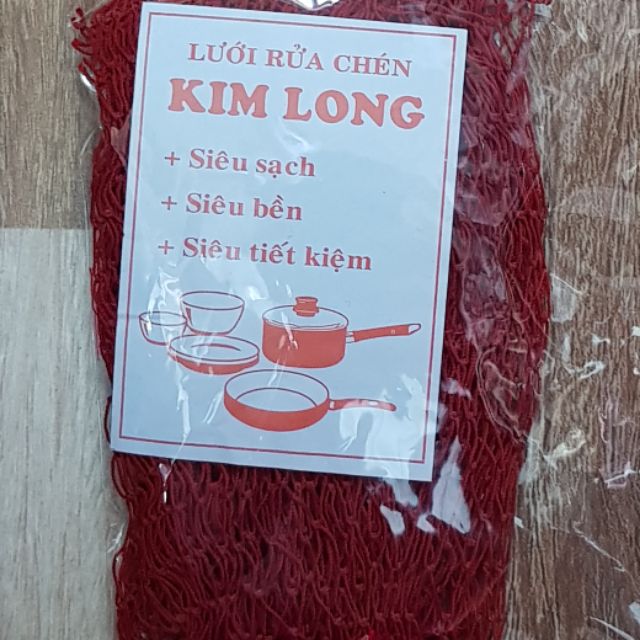 LƯỚI RỬA CHÉN
KIM LONG
+ Siêu sạch
+ Siêu bền
+ Siêu tiết kiệm